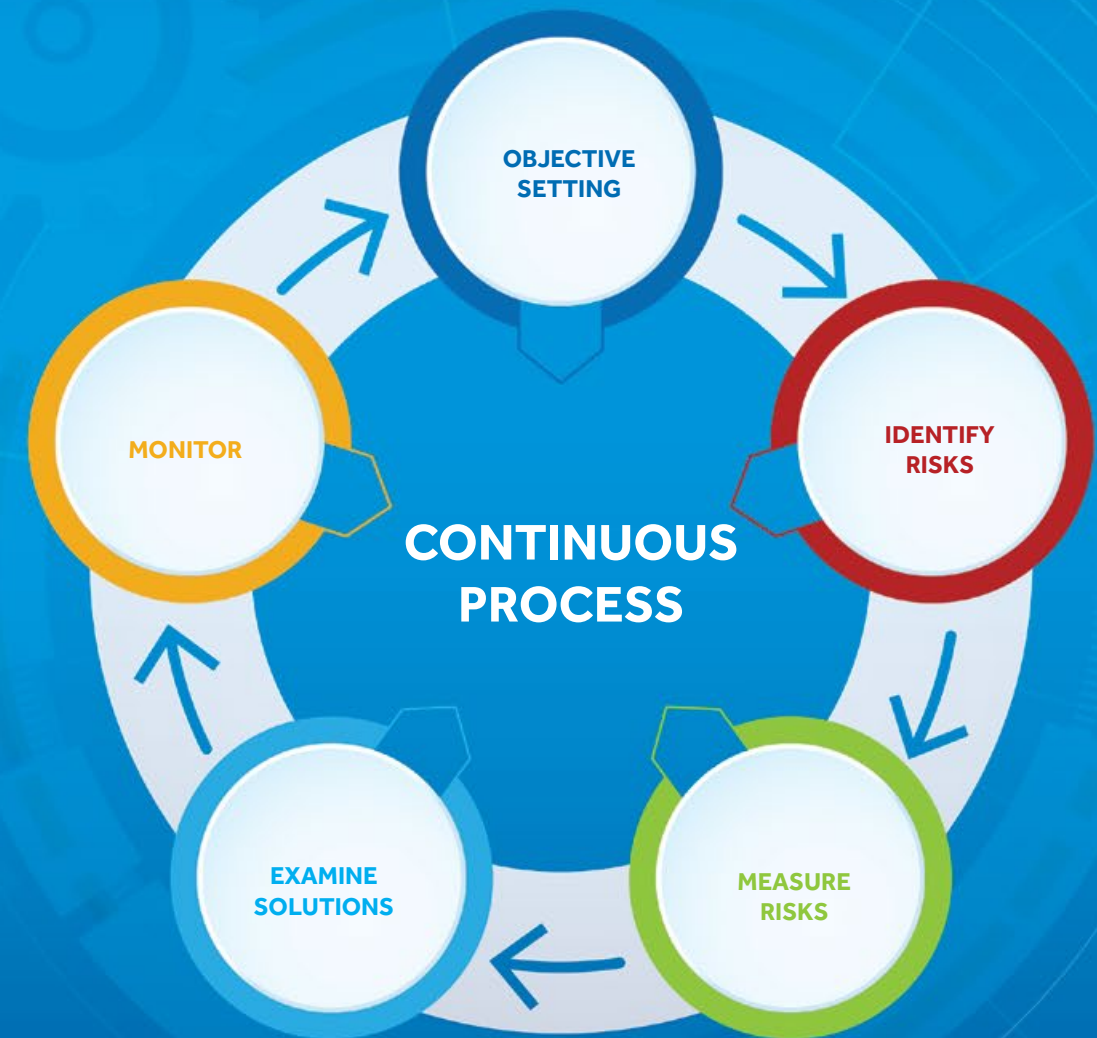 OBJECTIVE
SETTING
IDENTIFY
RISKS
MEASURE
RISKS
EXAMINE
SOLUTIONS
MONITOR
CONTINUOUS
PROCESS